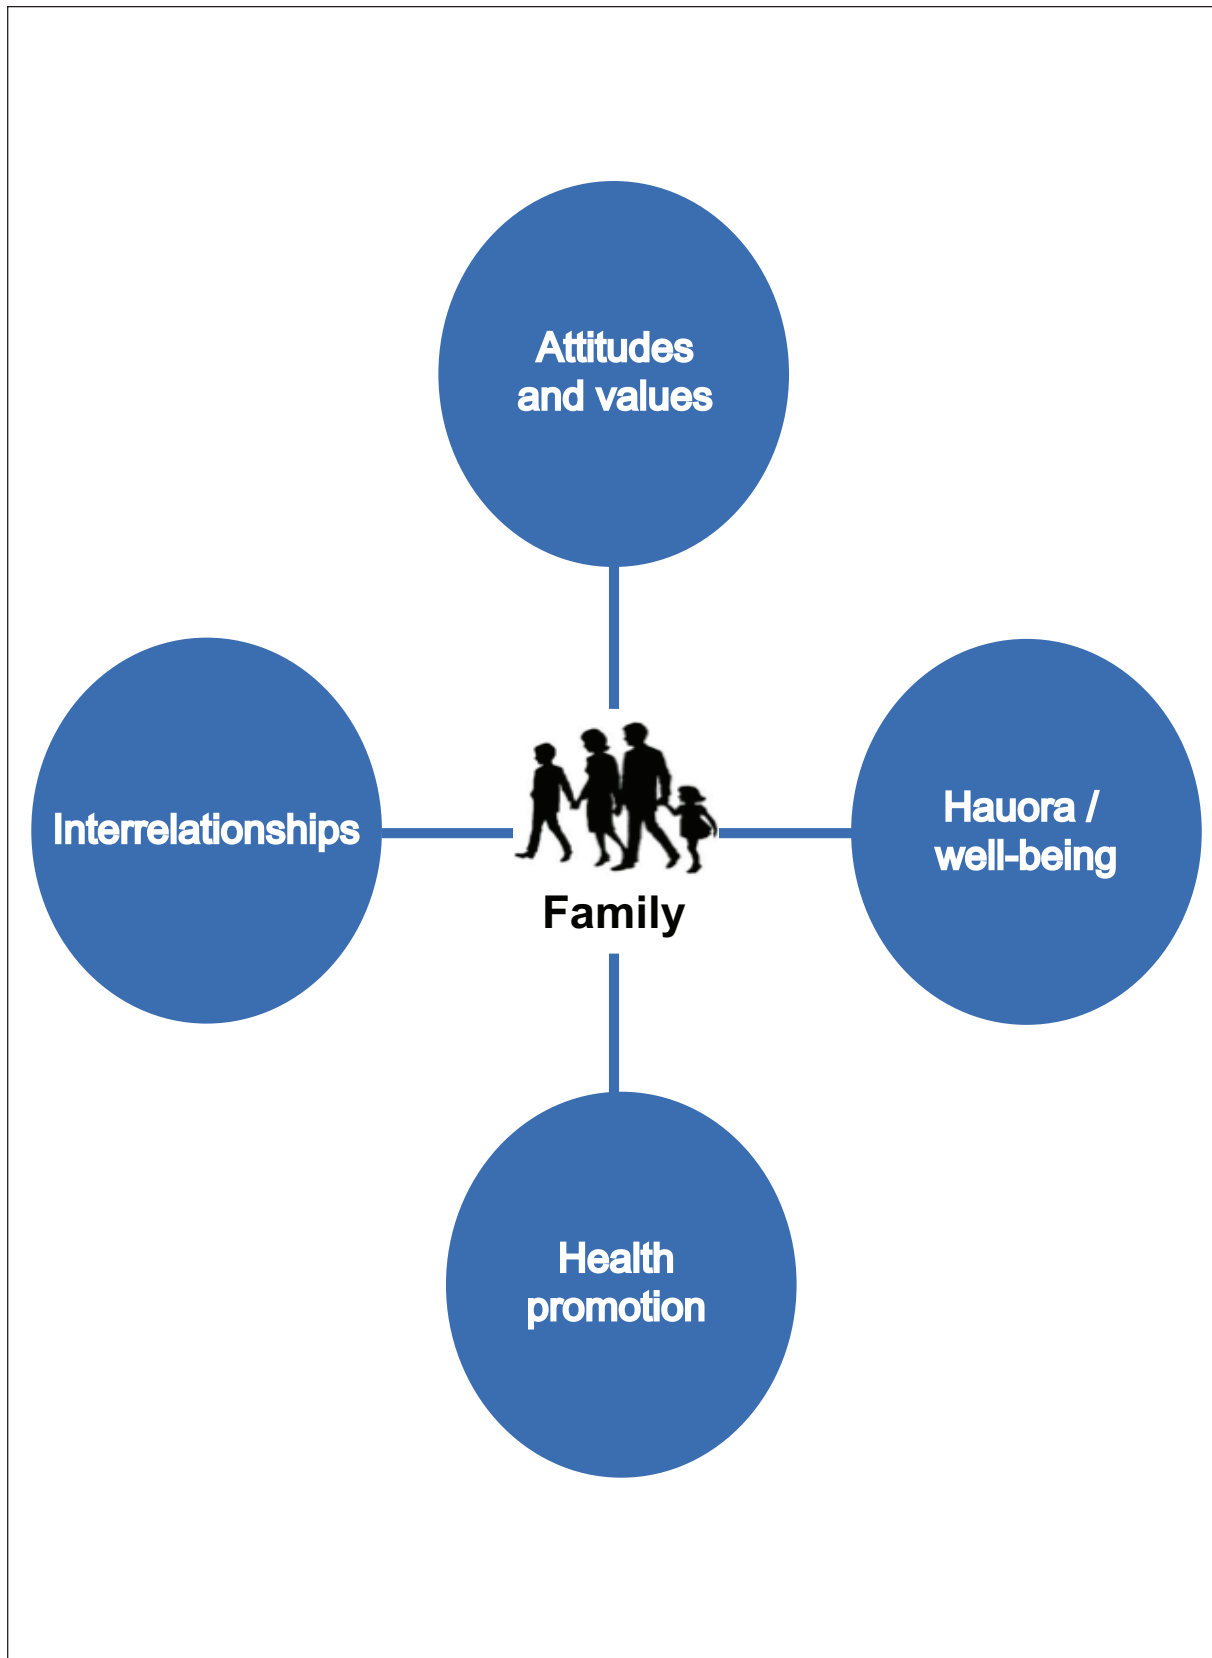 Attitudes
and values
Interrelationships
Hauora /
well-being
Family
Health
promotion